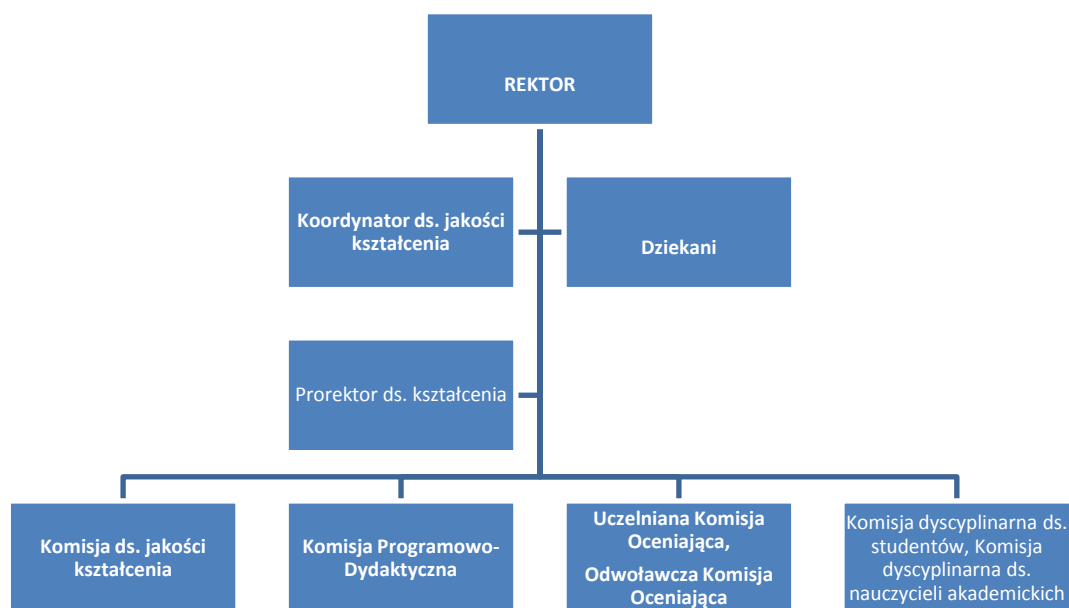 REKTOR
Koordynator ds. jakości
kształcenia
Dziekani
Prorektor ds. kształcenia
Komisja ds. jakości
kształcenia
Komisja Programowo-
Dydaktyczna
Uczelniana Komisja
Oceniająca,
Odwoławcza Komisja
Oceniająca
Komisja dyscyplinarna ds.
studentów, Komisja
dyscyplinarna ds.
nauczycieli akademickich